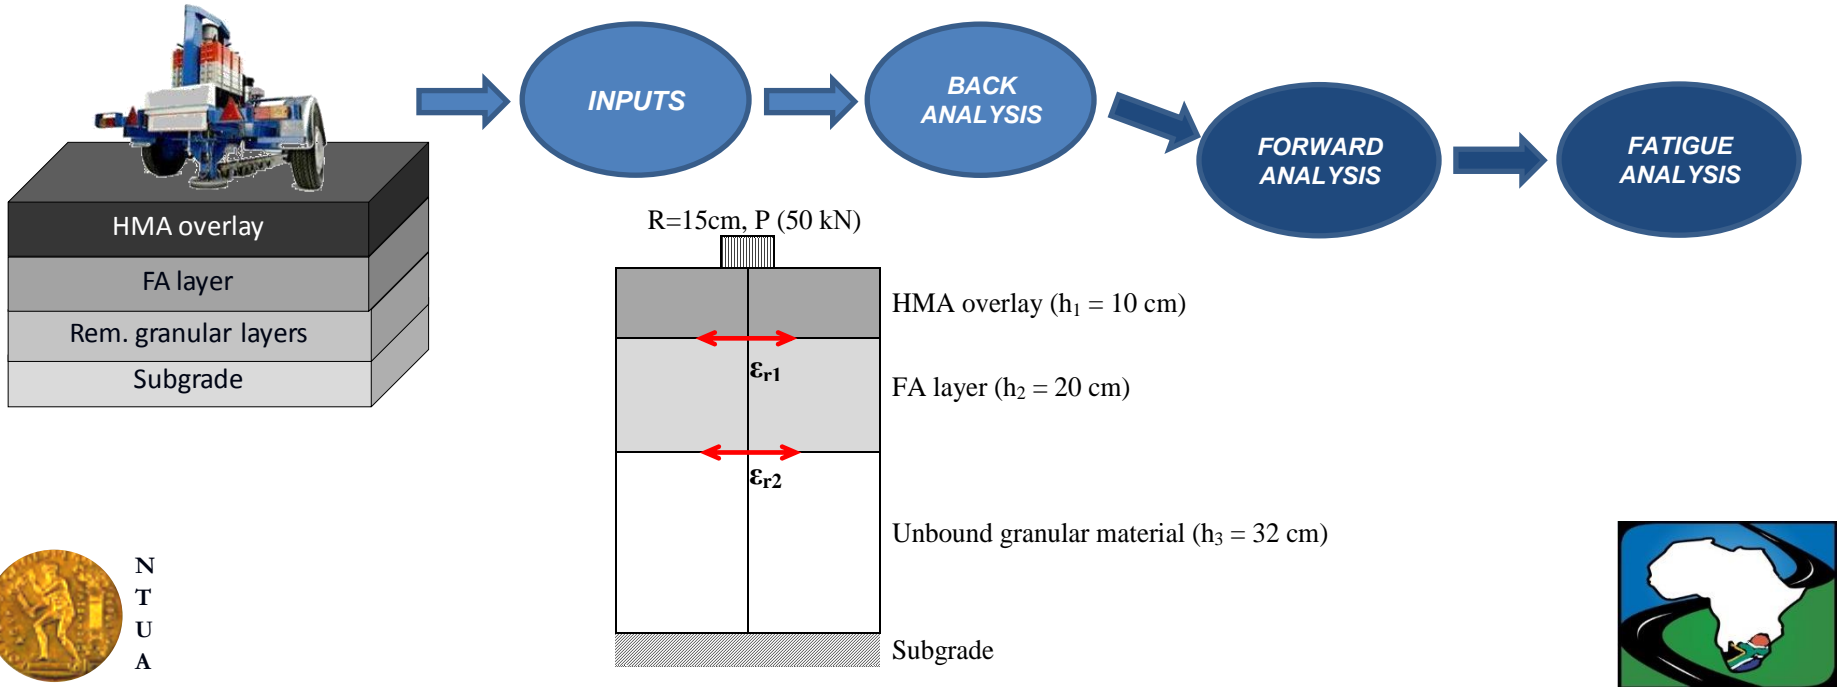 INPUTS
BACK
ANALYSIS
FORWARD
ANALYSIS
FATIGUE
ANALYSIS
HMA overlay
FA layer
Rem. granular layers
Subgrade
R=15cm, P (50 kN)
HMA overlay (h₁ = 10 cm)
εr1
FA layer (h₂ = 20 cm)
εr2
Unbound granular material (h₃ = 32 cm)
Subgrade
N
T
U
A